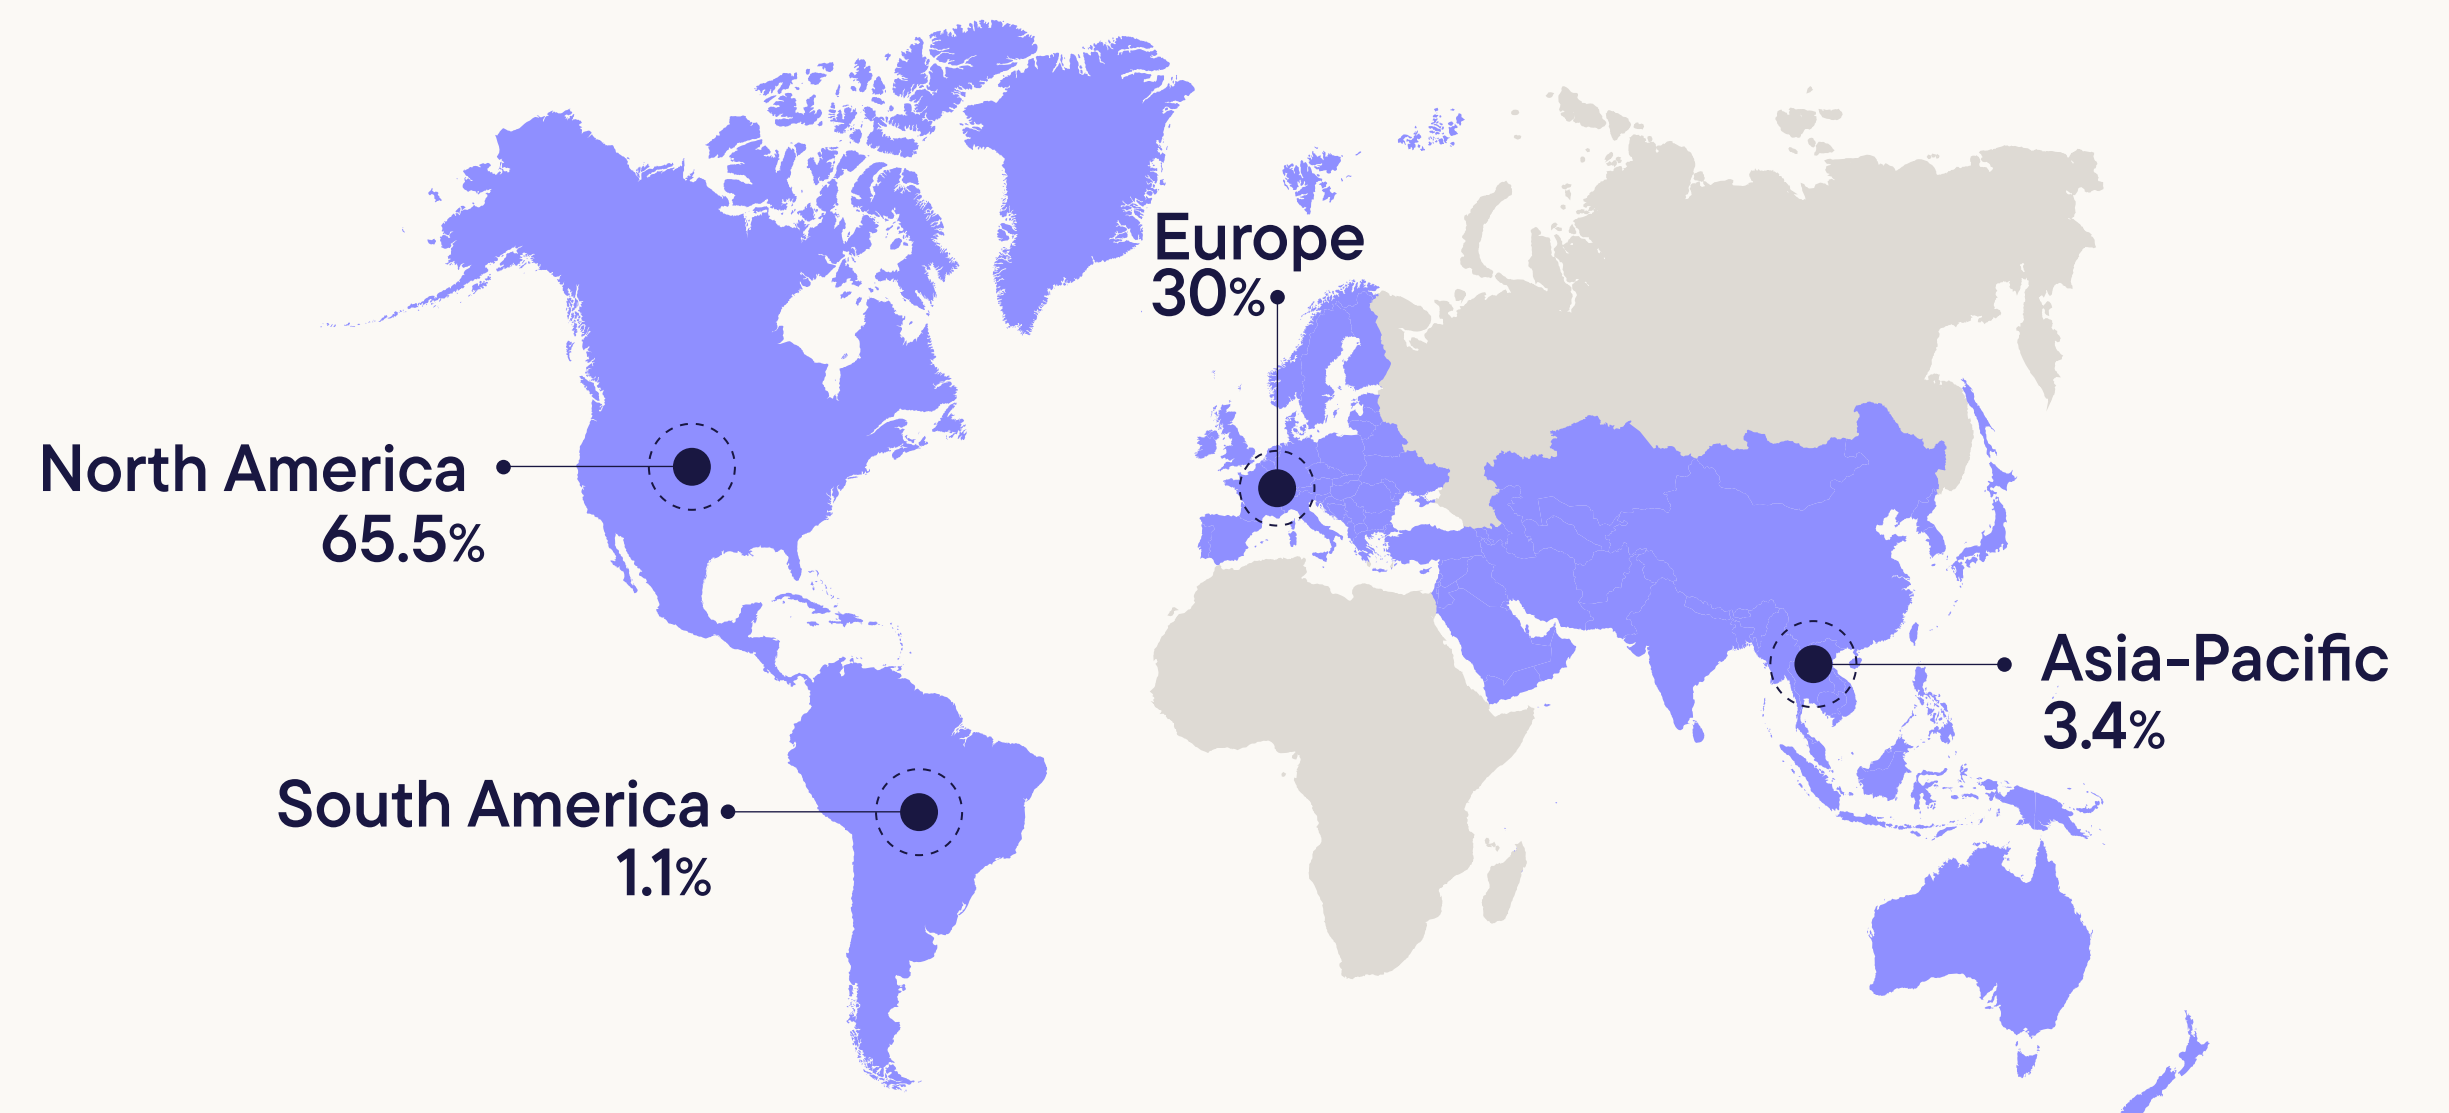 Europe
30%
North America
65.5%
Asia-Pacific
3.4%
South America
1.1%